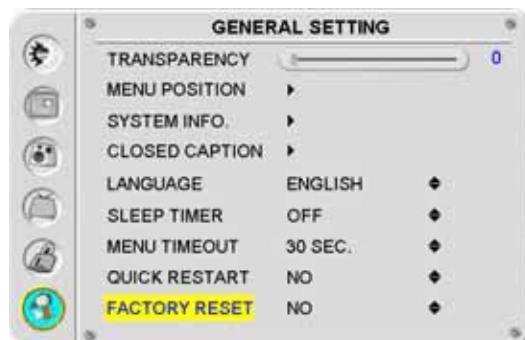 GENERAL SETTING
TRANSPARENCY 0
MENU POSITION
SYSTEM INFO.
CLOSED CAPTION
LANGUAGE ENGLISH
SLEEP TIMER OFF
MENU TIMEOUT 30 SEC.
QUICK RESTART NO
FACTORY RESET NO